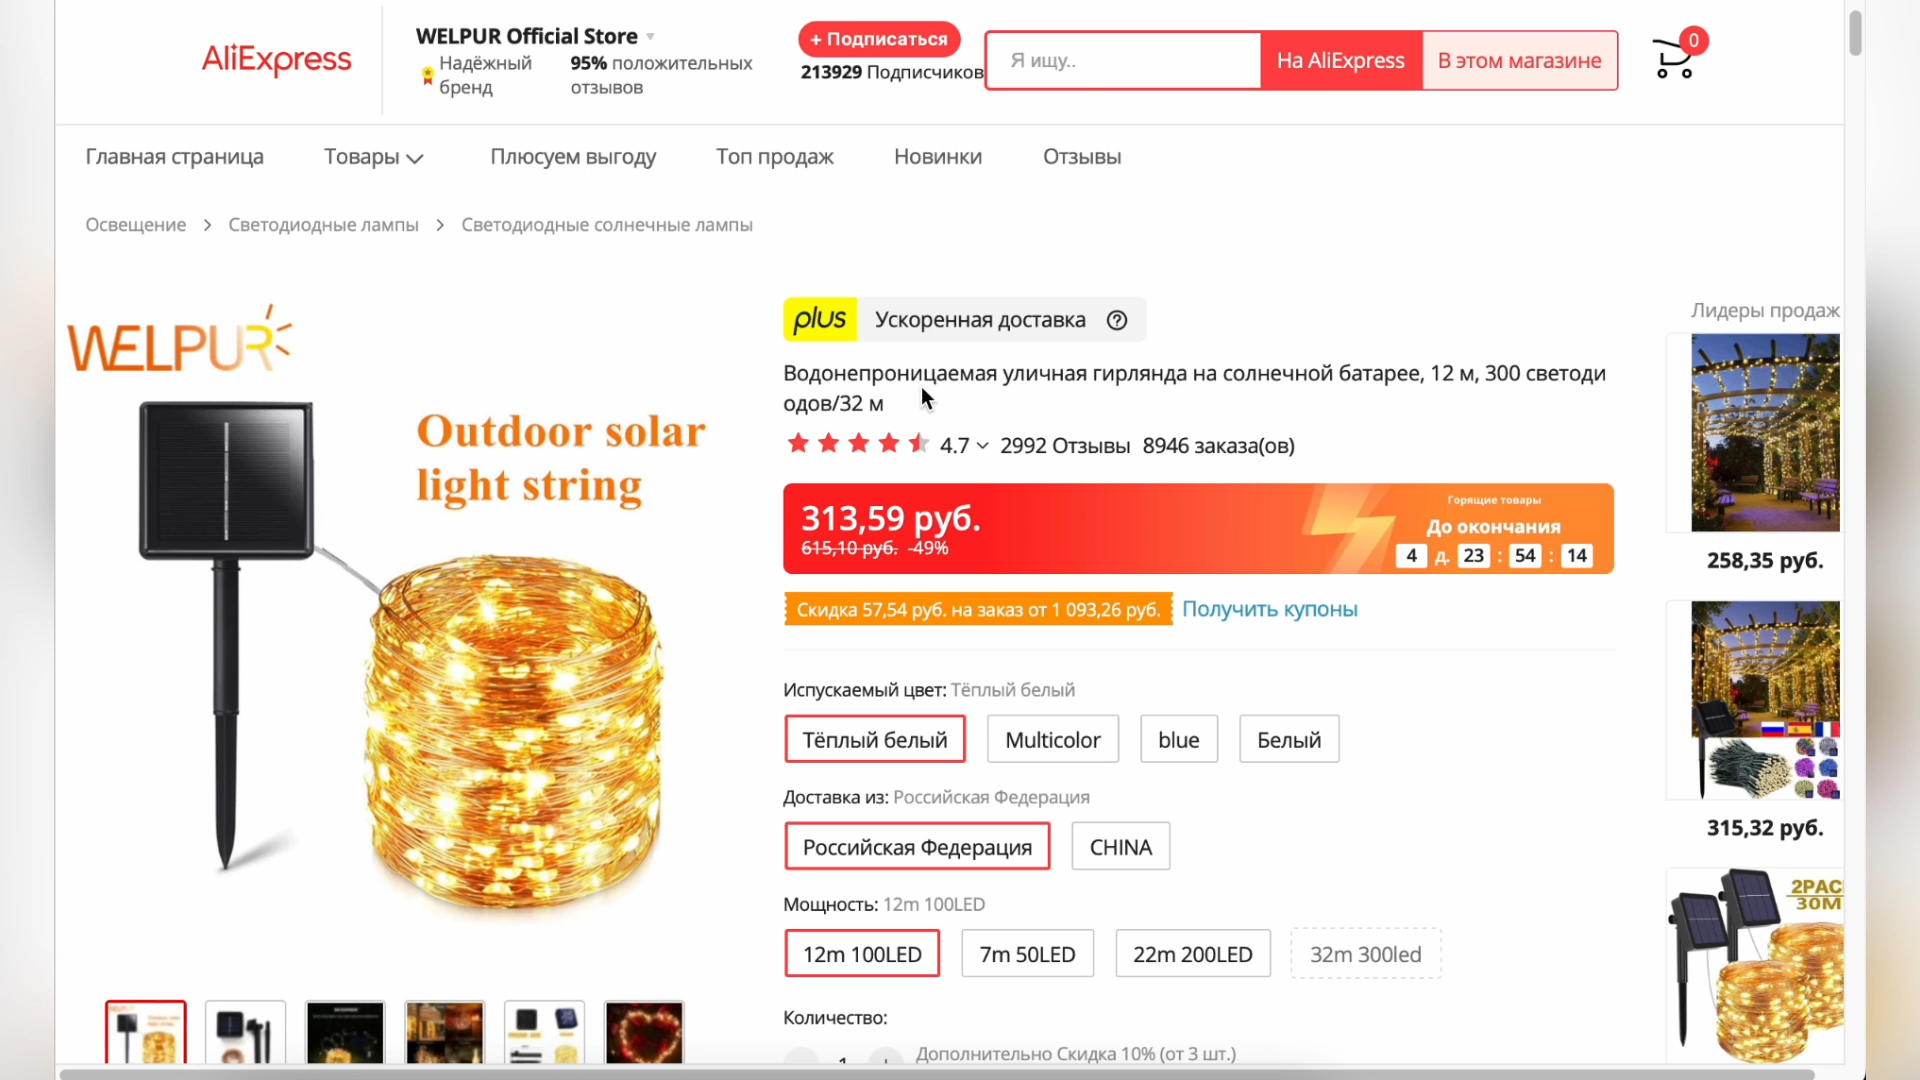 AliExpress
WELPUR Official Store
Надёжный
бренд
95% положительных
отзывов
+ Подписаться
213929 Подписчиков
Я ищу..
На AliExpress
В этом магазине
0
Главная страница
Товары
Плюсуем выгоду
Топ продаж
Новинки
Отзывы
Освещение > Светодиодные лампы > Светодиодные солнечные лампы
WELPUR
Outdoor solar
light string
plus Ускоренная доставка ?
Водонепроницаемая уличная гирлянда на солнечной батарее, 12 м, 300 светоди
одов/32 м
4.7 2992 Отзывы 8946 заказа(ов)
313,59 руб.
615,10 руб. -49%
Горящие товары
До окончания
4 д. 23 : 54 : 14
Скидка 57,54 руб. на заказ от 1 093,26 руб.
Получить купоны
Испускаемый цвет: Тёплый белый
Тёплый белый
Multicolor
blue
Белый
Доставка из: Российская Федерация
Российская Федерация
CHINA
Мощность: 12m 100LED
12m 100LED
7m 50LED
22m 200LED
32m 300led
Количество:
1 +
Дополнительно Скидка 10% (от 3 шт.)
Лидеры продаж
258,35 руб.
315,32 руб.
2PAC
30M